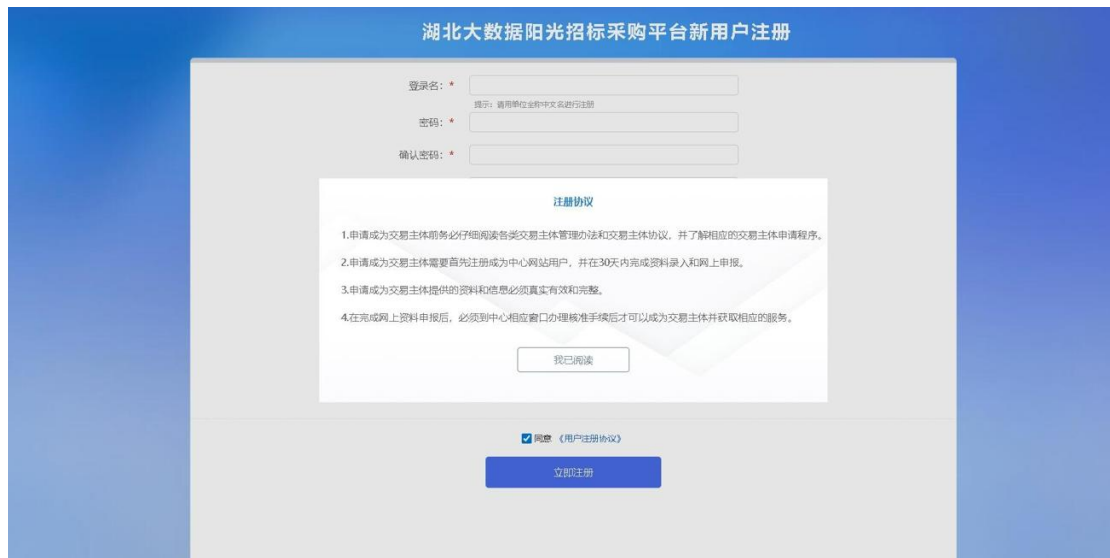 湖北大数据阳光招标采购平台新用户注册
登录名：*
提示：请用单位全称中文名进行注册
密码：*
确认密码：*
注册协议
1.申请成为交易主体前务必仔细阅读各类交易主体管理办法和交易主体协议，并了解相应的交易主体申请程序。
2.申请成为交易主体需要首先注册成为中心网站用户，并在30天内完成资料录入和网上申报。
3.申请成为交易主体提供的资料和信息必须真实有效和完整。
4.在完成网上资料申报后，必须到中心相应窗口办理核准手续后才可以成为交易主体并获取相应的服务。
我已阅读
同意 《用户注册协议》
立即注册